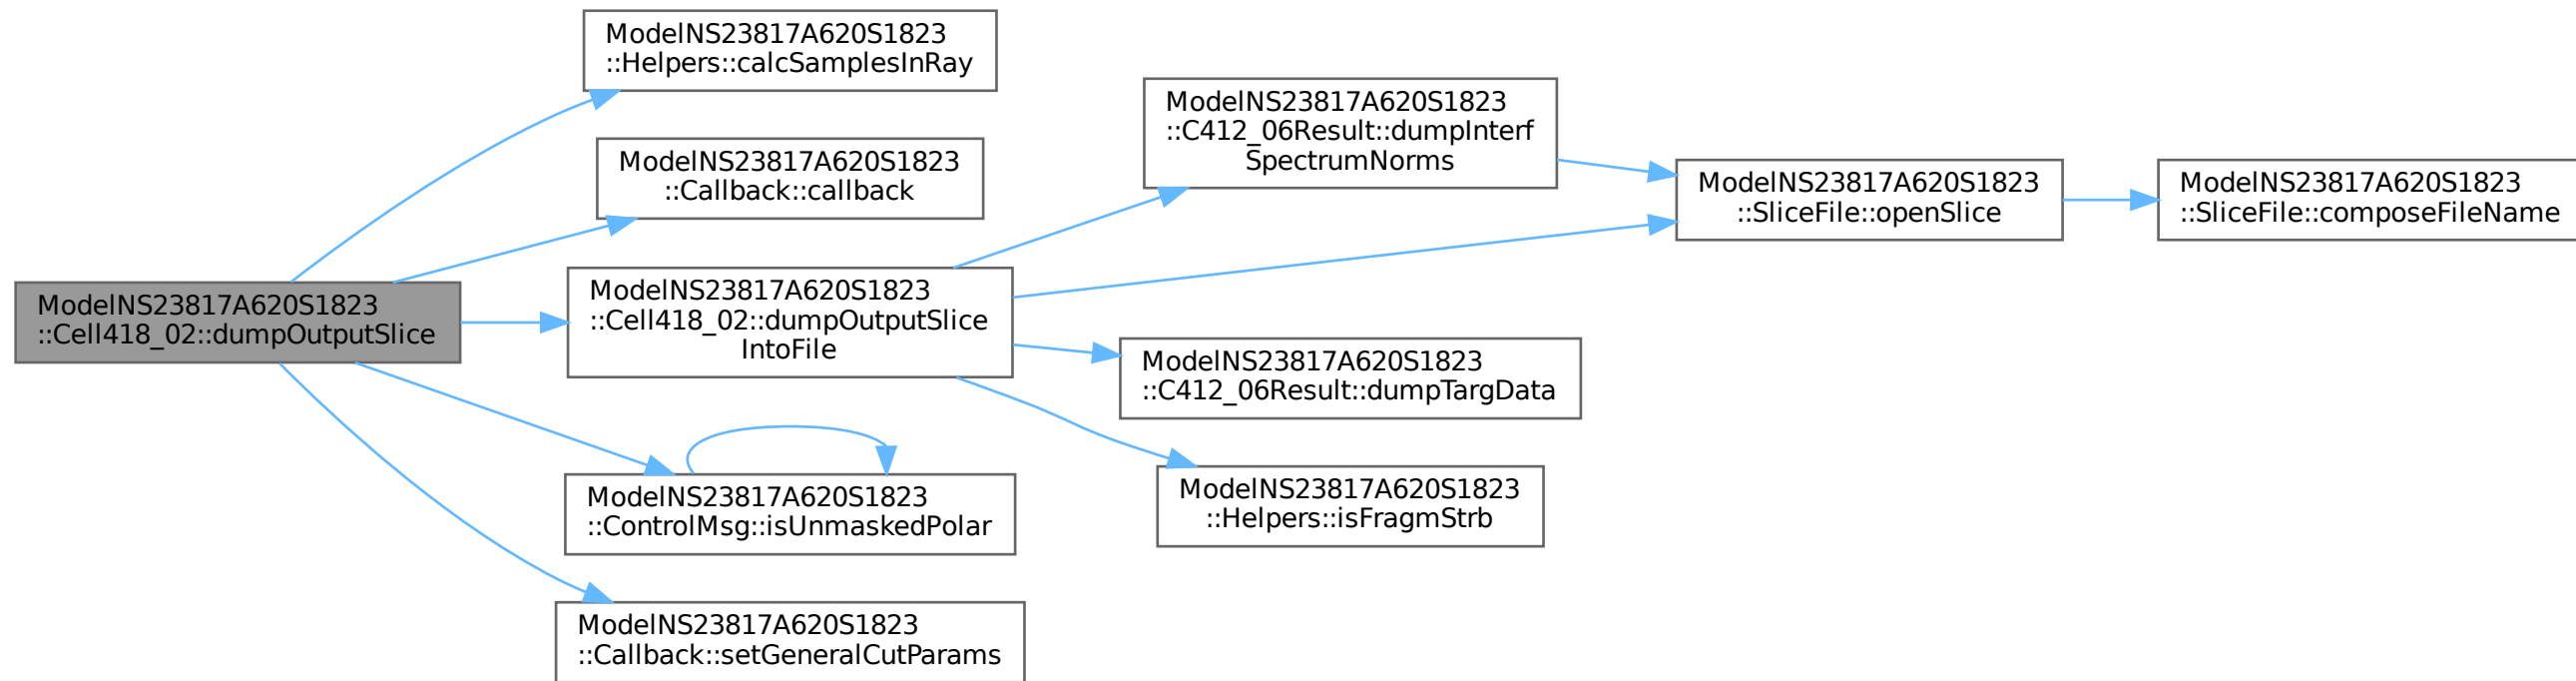 ModelNS23817A620S1823
::Helpers::calcSamplesInRay
ModelNS23817A620S1823
::Callback::callback
ModelNS23817A620S1823
::Cell418_02::dumpOutputSlice
ModelNS23817A620S1823
::Cell418_02::dumpOutputSlice
IntoFile
ModelNS23817A620S1823
::ControlMsg::isUnmaskedPolar
ModelNS23817A620S1823
::Callback::setGeneralCutParams
ModelNS23817A620S1823
::C412_06Result::dumpInterf
SpectrumNorms
ModelNS23817A620S1823
::C412_06Result::dumpTargData
ModelNS23817A620S1823
::Helpers::isFragmStrb
ModelNS23817A620S1823
::SliceFile::openSlice
ModelNS23817A620S1823
::SliceFile::composeFileName